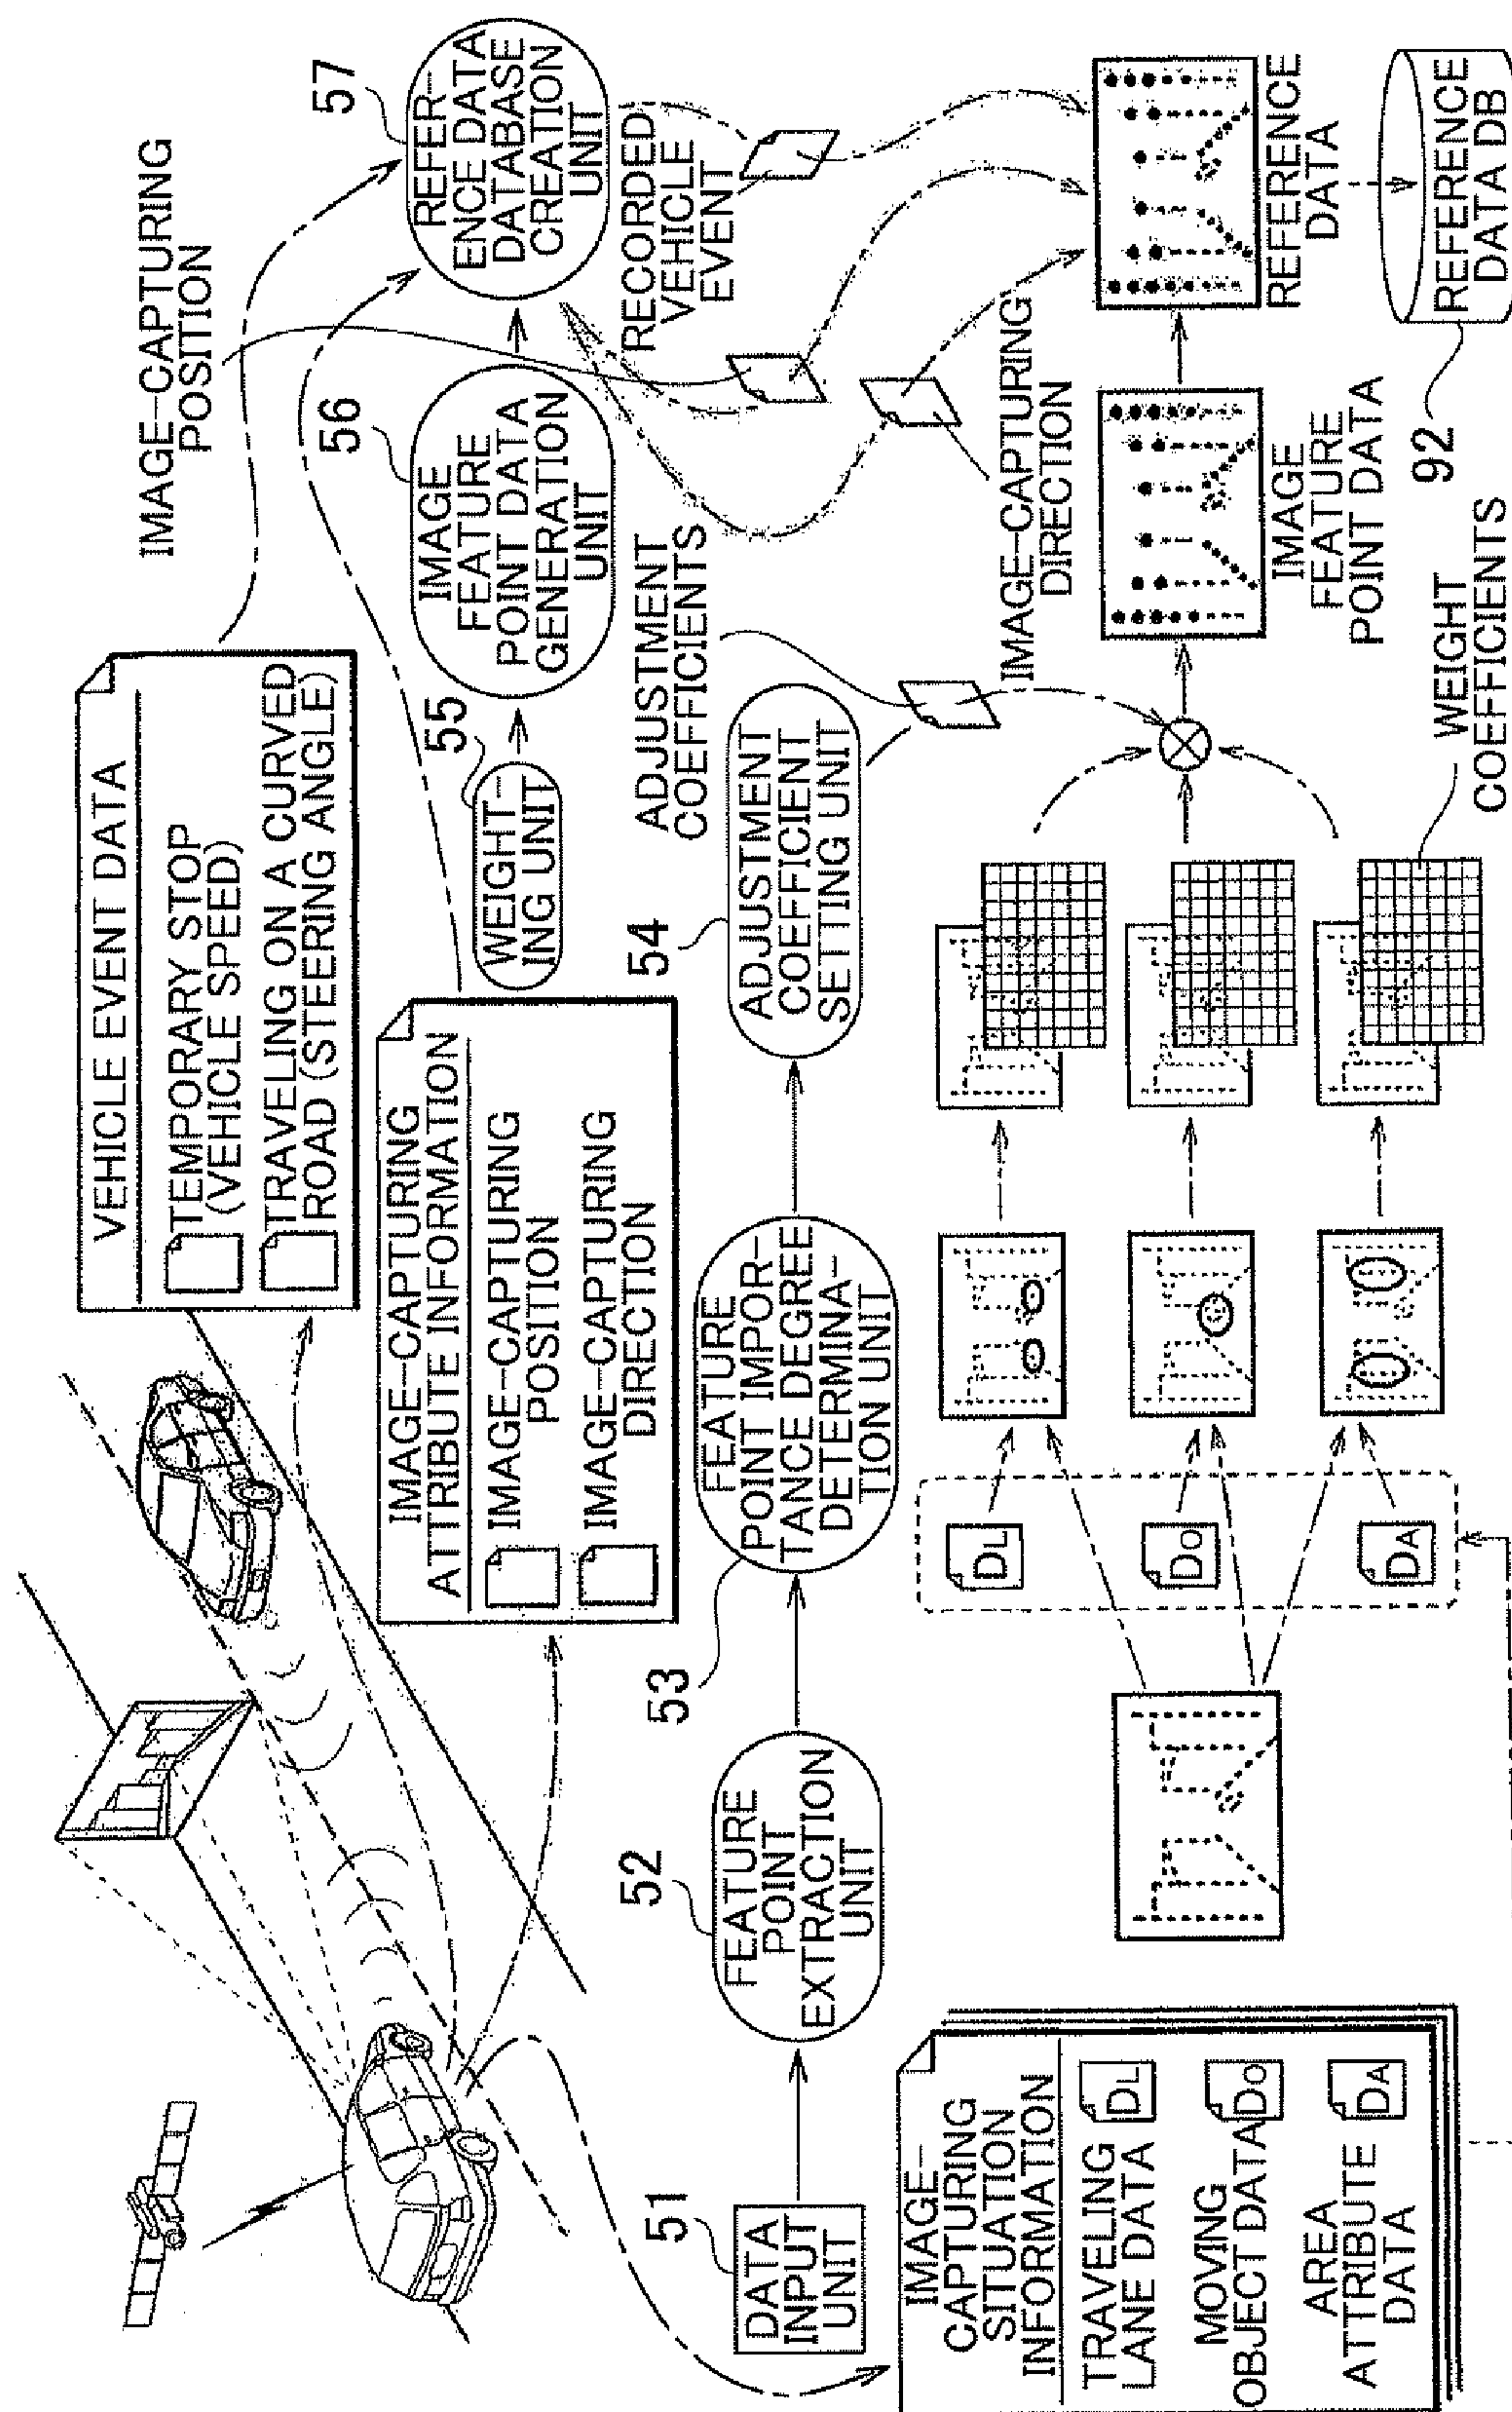 VEHICLE EVENT DATA
TEMPORARY STOP
(VEHICLE SPEED)
TRAVELING ON A CURVED
ROAD (STEERING ANGLE)
IMAGE-CAPTURING
POSITION
IMAGE-CAPTURING
ATTRIBUTE INFORMATION
IMAGE-CAPTURING
POSITION
IMAGE-CAPTURING
DIRECTION
51
DATA
INPUT
UNIT
52
FEATURE
POINT
EXTRACTION
UNIT
53
FEATURE
POINT IMPOR-
TANCE DEGREE
DETERMINA-
TION UNIT
54
ADJUSTMENT
COEFFICIENT
SETTING UNIT
55
WEIGHT-
ING UNIT
56
IMAGE
FEATURE
POINT DATA
GENERATION
UNIT
57
REFER-
ENCE DATA
DATABASE
CREATION
UNIT
RECORDED
VEHICLE
EVENT
ADJUSTMENT
COEFFICIENTS
IMAGE-CAPTURING
DIRECTION
IMAGE-
CAPTURING
SITUATION
INFORMATION
TRAVELING
LANE DATA
DL
MOVING
OBJECT DATA
DO
AREA
ATTRIBUTE
DATA
DA
DL
DO
DA
WEIGHT
COEFFICIENTS
IMAGE
FEATURE
POINT DATA
REFERENCE
DATA
92
REFERENCE
DATA DB